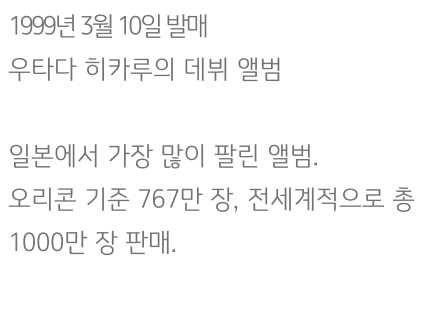 1999년 3월 10일 발매
우타다 히카루의 데뷔 앨범
일본에서 가장 많이 팔린 앨범.
오리콘 기준 767만 장, 전세계적으로 총
1000만 장 판매.